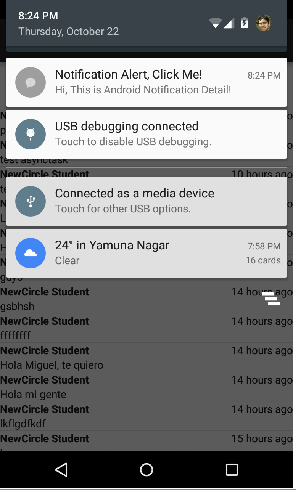 8:24 PM
Thursday, October 22
Notification Alert, Click Me!
8:24 PM
Hi, This is Android Notification Detail!
USB debugging connected
Touch to disable USB debugging.
test asynctask
10 hours ago
Connected as a media device
Touch for other USB options.
24° in Yamuna Nagar
7:58 PM
Clear
16 cards
guys
NewCircle Student
14 hours ago
gsbhsh
NewCircle Student
14 hours ago
ffffffff
NewCircle Student
14 hours ago
Hola Miguel, te quiero
NewCircle Student
14 hours ago
Hola mi gente
NewCircle Student
14 hours ago
lkflgdfkdf
NewCircle Student
15 hours ago